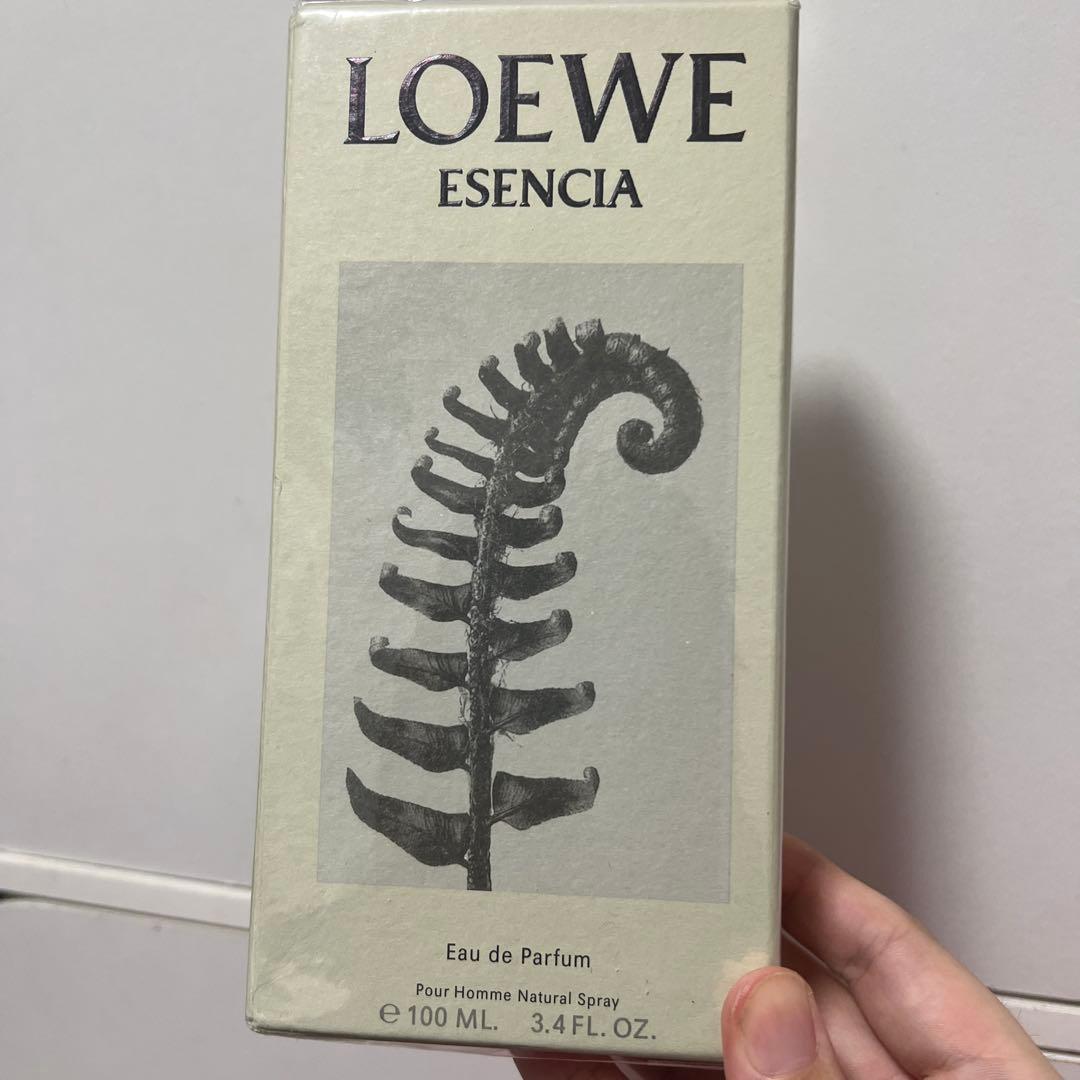 LOEWE
ESENCIA
Eau de Parfum
Pour Homme Natural Spray
℮ 100 ML. 3.4 FL. OZ.